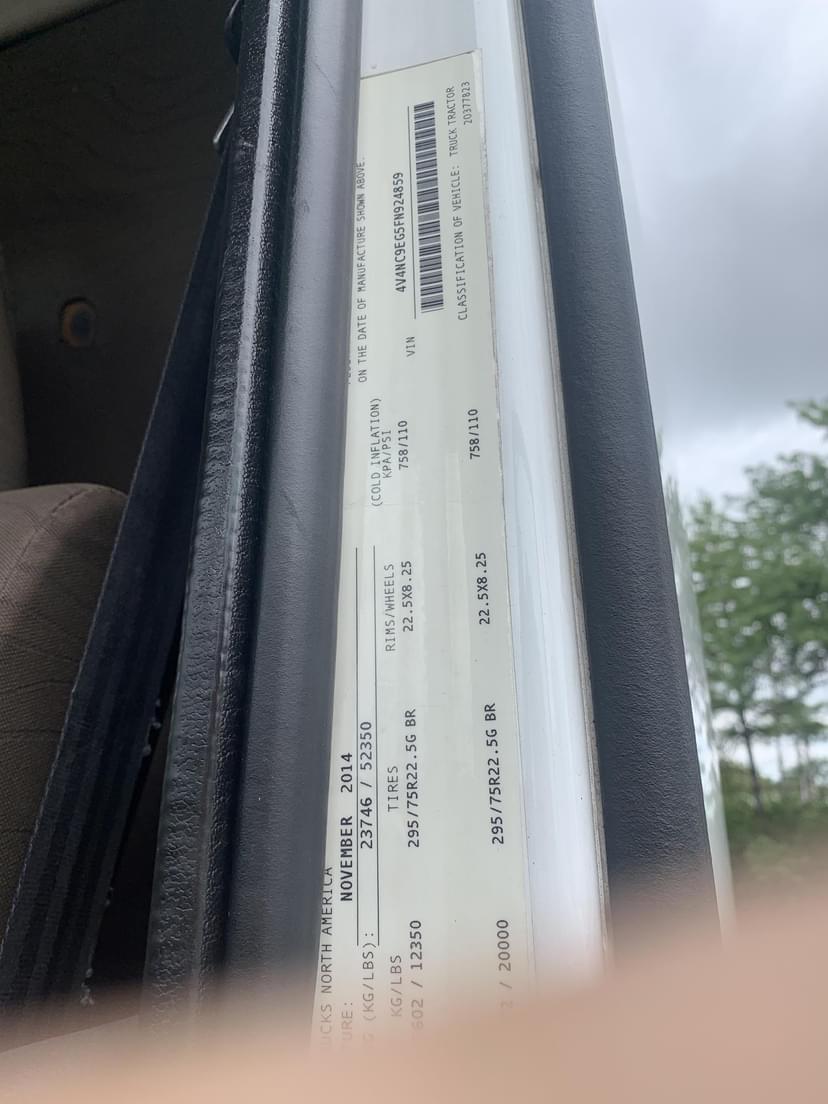 UCKS NORTH AMERICA
URE: NOVEMBER 2014
(KG/LBS): 23746 / 52350
ON THE DATE OF MANUFACTURE SHOWN ABOVE.
KG/LBS TIRES RIMS/WHEELS (COLD INFLATION) KPA/PSI
602 / 12350 295/75R22.5G BR 22.5X8.25 758/110
VIN 4V4NC9EG5FN924859
/ 20000 295/75R22.5G BR 22.5X8.25 758/110
CLASSIFICATION OF VEHICLE: TRUCK TRACTOR
20377823